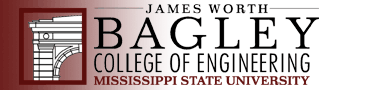 JAMES WORTH
BAGLEY
COLLEGE OF ENGINEERING
MISSISSIPPI STATE UNIVERSITY